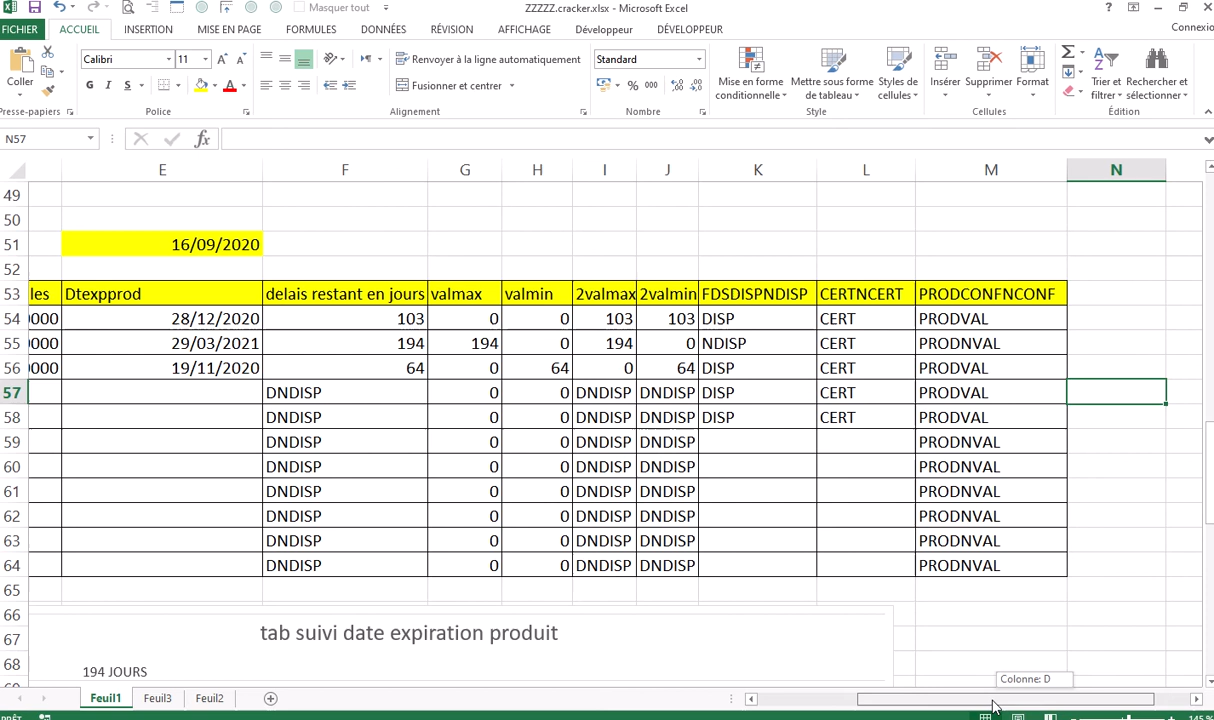 Masquer tout
ZZZZZ.cracker.xlsx - Microsoft Excel
FICHIER ACCUEIL INSERTION MISE EN PAGE FORMULES DONNÉES RÉVISION AFFICHAGE Développeur DÉVELOPPEUR Connexio
Coller Calibri 11 Renvoyer à la ligne automatiquement Standard
G I S Fusionner et centrer % 000
Mise en forme conditionnelle Mettre sous forme de tableau Styles de cellules Insérer Supprimer Format Trier et filtrer Rechercher et sélectionner
Presse-papiers Police Alignement Nombre Style Cellules Édition
N57 fx
E F G H I J K L M N
49
50
51 16/09/2020
52
53 les Dtexpprod delais restant en jours valmax valmin 2valmax 2valmin FDSDISPNDISP CERTNCERT PRODCONFNCONF
54 0000 28/12/2020 103 0 0 103 103 DISP CERT PRODVAL
55 0000 29/03/2021 194 194 0 194 0 NDISP CERT PRODNVAL
56 0000 19/11/2020 64 0 64 0 64 DISP CERT PRODVAL
57 DNDISP 0 0 DNDISP DNDISP DISP CERT PRODVAL
58 DNDISP 0 0 DNDISP DNDISP DISP CERT PRODVAL
59 DNDISP 0 0 DNDISP DNDISP PRODNVAL
60 DNDISP 0 0 DNDISP DNDISP PRODNVAL
61 DNDISP 0 0 DNDISP DNDISP PRODNVAL
62 DNDISP 0 0 DNDISP DNDISP PRODNVAL
63 DNDISP 0 0 DNDISP DNDISP PRODNVAL
64 DNDISP 0 0 DNDISP DNDISP PRODNVAL
65
66
67 tab suivi date expiration produit
68 194 JOURS
Colonne: D
Feuil1 Feuil3 Feuil2